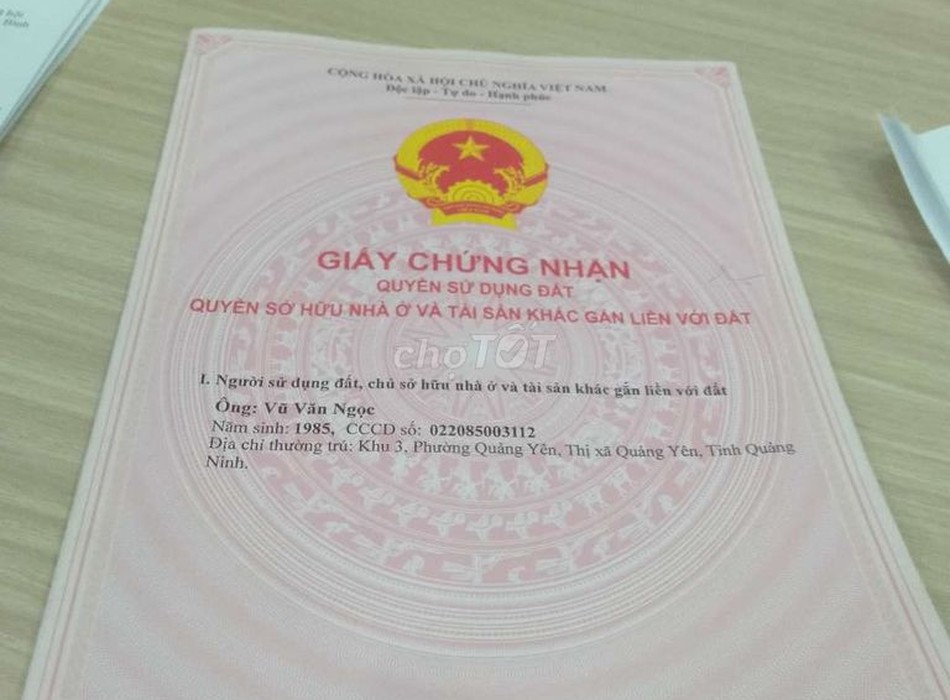 CỘNG HÒA XÃ HỘI CHỦ NGHĨA VIỆT NAM
Độc lập - Tự do - Hạnh phúc
GIẤY CHỨNG NHẬN
QUYỀN SỬ DỤNG ĐẤT
QUYỀN SỞ HỮU NHÀ Ở VÀ TÀI SẢN KHÁC GẮN LIỀN VỚI ĐẤT
chợTỐT
I. Người sử dụng đất, chủ sở hữu nhà ở và tài sản khác gắn liền với đất
Ông: Vũ Văn Ngọc
Năm sinh: 1985, CCCD số: 022085003112
Địa chỉ thường trú: Khu 3, Phường Quảng Yên, Thị xã Quảng Yên, Tỉnh Quảng
Ninh.